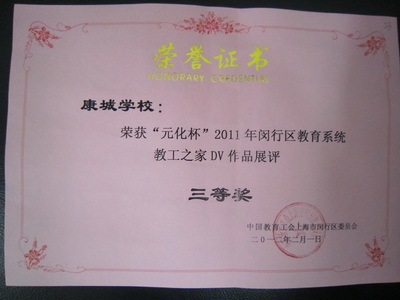 荣誉证书
HONORARY CREDENTIAL
康城学校：
荣获“元化杯”2011年闵行区教育系统
教工之家DV作品展评
三等奖
中国教育工会上海市闵行区委员会
二〇一二年二月一日